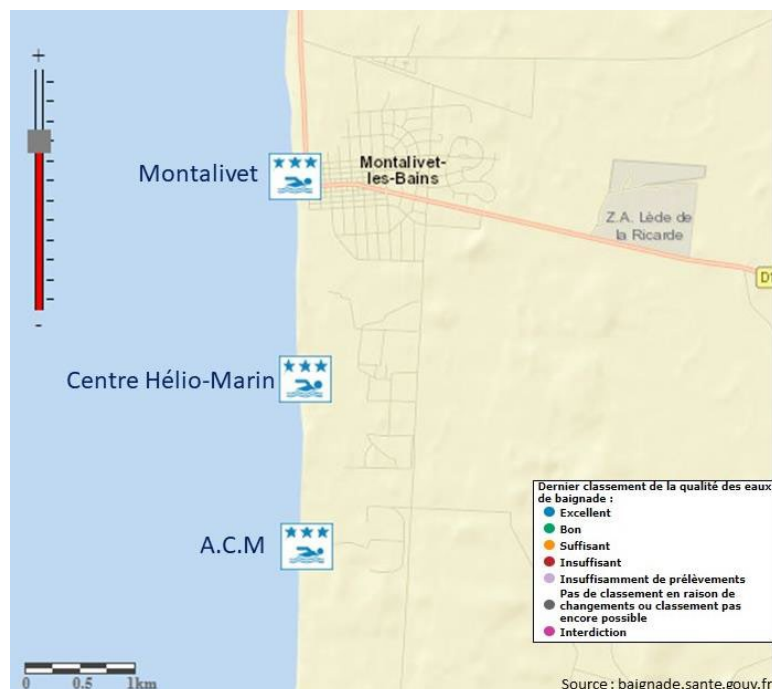 +
-
Montalivet
Montalivet-
les-Bains
Z.A. Lède de
la Ricarde
D1
Centre Hélio-Marin
A.C.M
Dernier classement de la qualité des eaux
de baignade :
Excellent
Bon
Suffisant
Insuffisant
Insuffisamment de prélèvements
Pas de classement en raison de
changements ou classement pas
encore possible
Interdiction
0 0.5 1km
Source : baignade.sante.gouv.fr